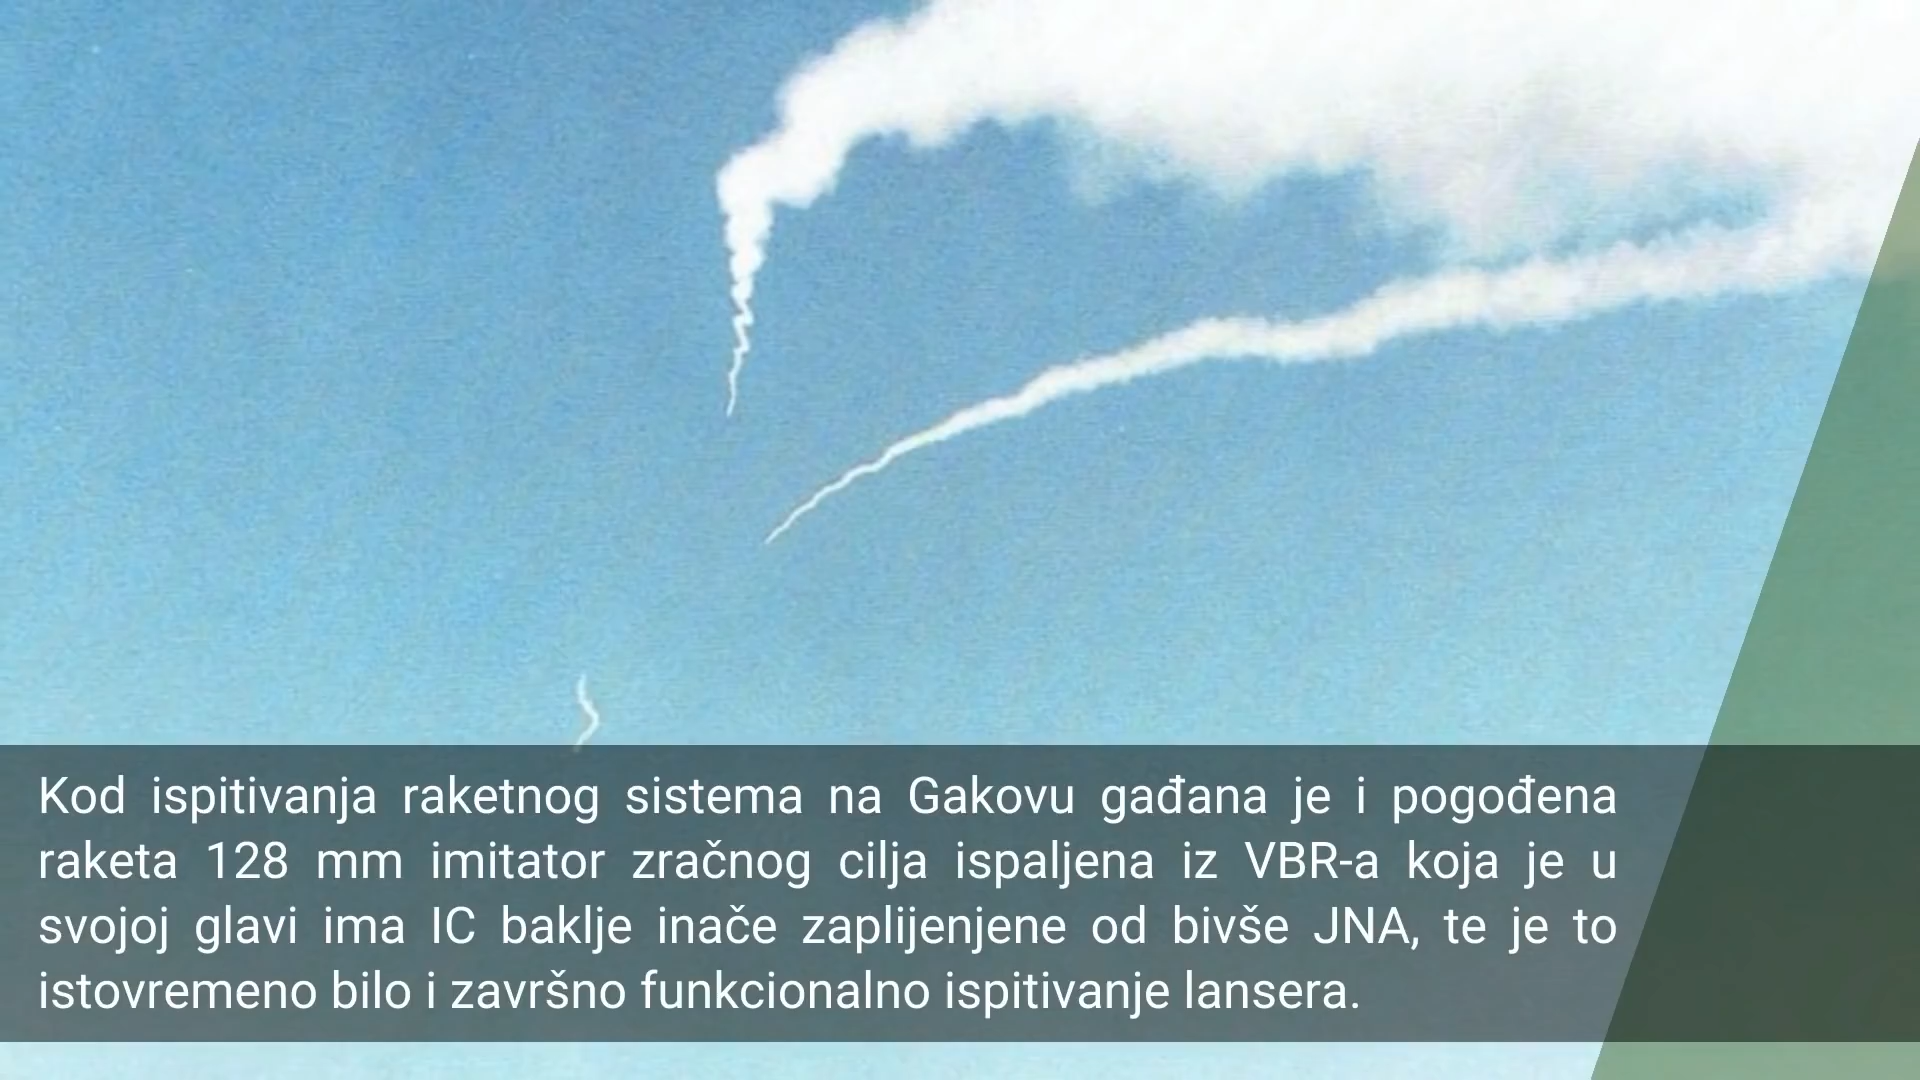 Kod ispitivanja raketnog sistema na Gakovu gađana je i pogođena
raketa 128 mm imitator zračnog cilja ispaljena iz VBR-a koja je u
svojoj glavi ima IC baklje inače zaplijenjene od bivše JNA, te je to
istovremeno bilo i završno funkcionalno ispitivanje lansera.